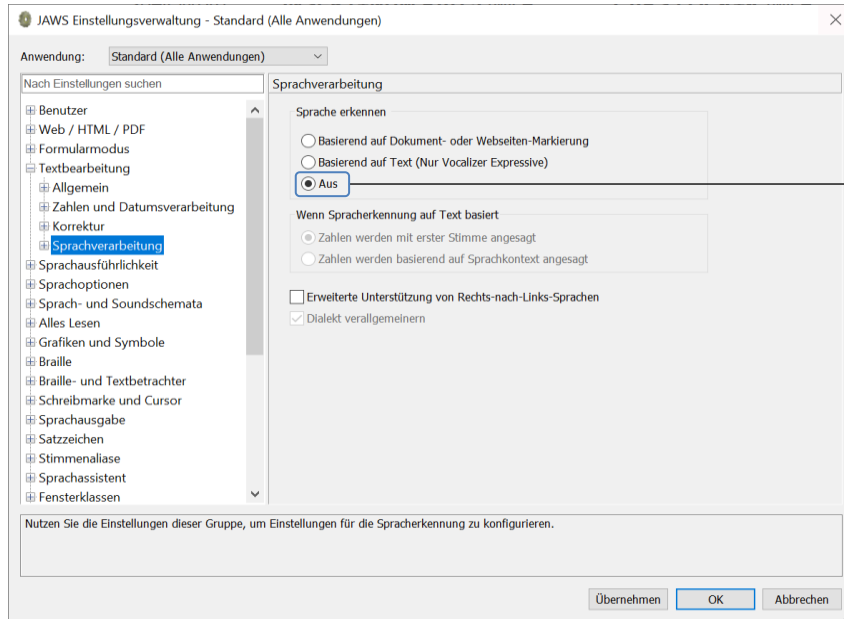 JAWS Einstellungsverwaltung - Standard (Alle Anwendungen)
Anwendung: Standard (Alle Anwendungen)
Nach Einstellungen suchen
Benutzer
Web / HTML / PDF
Formularmodus
Textbearbeitung
Allgemein
Zahlen und Datumsverarbeitung
Korrektur
Sprachverarbeitung
Sprachausführlichkeit
Sprachoptionen
Sprach- und Soundschemata
Alles Lesen
Grafiken und Symbole
Braille
Braille- und Textbetrachter
Schreibmarke und Cursor
Sprachausgabe
Satzzeichen
Stimmenaliase
Sprachassistent
Fensterklassen
Sprachverarbeitung
Sprache erkennen
Basierend auf Dokument- oder Webseiten-Markierung
Basierend auf Text (Nur Vocalizer Expressive)
Aus
Wenn Spracherkennung auf Text basiert
Zahlen werden mit erster Stimme angesagt
Zahlen werden basierend auf Sprachkontext angesagt
Erweiterte Unterstützung von Rechts-nach-Links-Sprachen
Dialekt verallgemeinern
Nutzen Sie die Einstellungen dieser Gruppe, um Einstellungen für die Spracherkennung zu konfigurieren.
Übernehmen OK Abbrechen